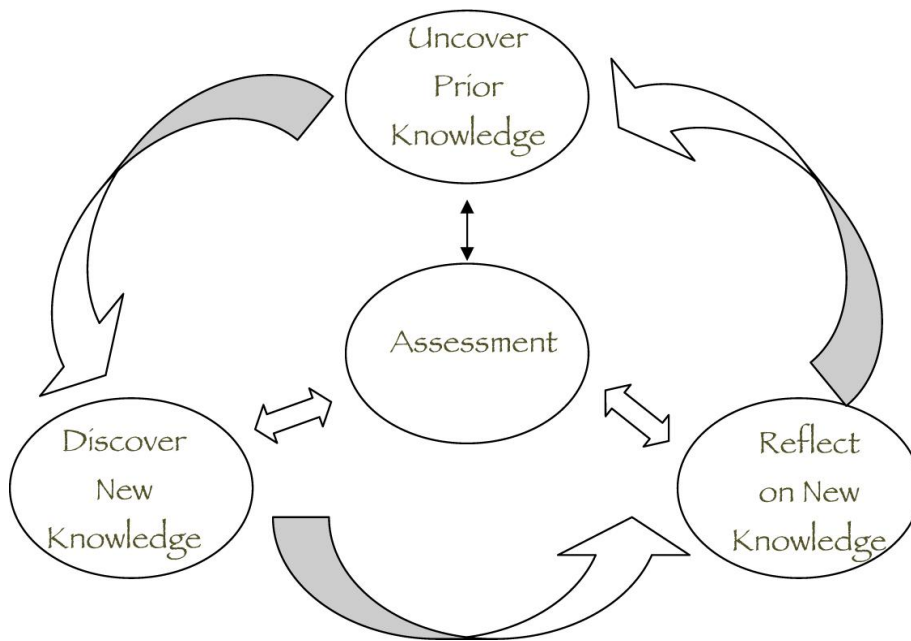 Uncover
Prior
Knowledge
Assessment
Discover
New
Knowledge
Reflect
on New
Knowledge